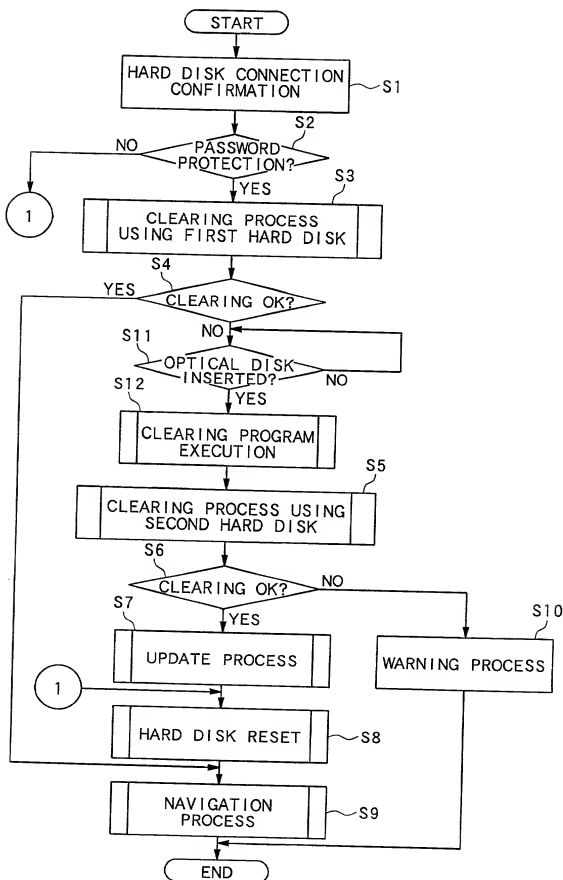 START
HARD DISK CONNECTION
CONFIRMATION
S1
S2
NO
PASSWORD
PROTECTION?
YES
S3
1
CLEARING PROCESS
USING FIRST HARD DISK
S4
YES
CLEARING OK?
NO
S11
OPTICAL DISK
INSERTED?
NO
S12
YES
CLEARING PROGRAM
EXECUTION
S5
CLEARING PROCESS USING
SECOND HARD DISK
S6
CLEARING OK?
NO
S7
YES
S10
UPDATE PROCESS
WARNING PROCESS
1
HARD DISK RESET
S8
NAVIGATION
PROCESS
S9
END